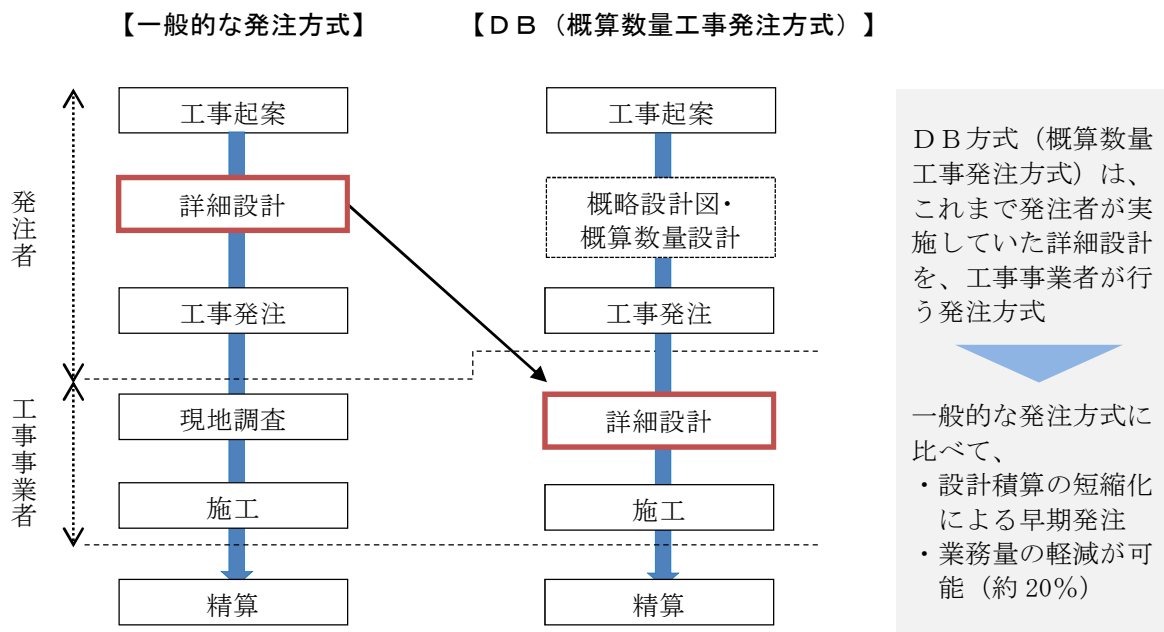 【一般的な発注方式】
【ＤＢ（概算数量工事発注方式）】
発注者
工事事業者
工事起案
詳細設計
工事発注
現地調査
施工
精算
工事起案
概略設計図・
概算数量設計
工事発注
詳細設計
施工
精算
ＤＢ方式（概算数量
工事発注方式）は、
これまで発注者が実
施していた詳細設計
を、工事事業者が行
う発注方式
一般的な発注方式に
比べて、
・設計積算の短縮化
による早期発注
・業務量の軽減が可
能（約 20%）